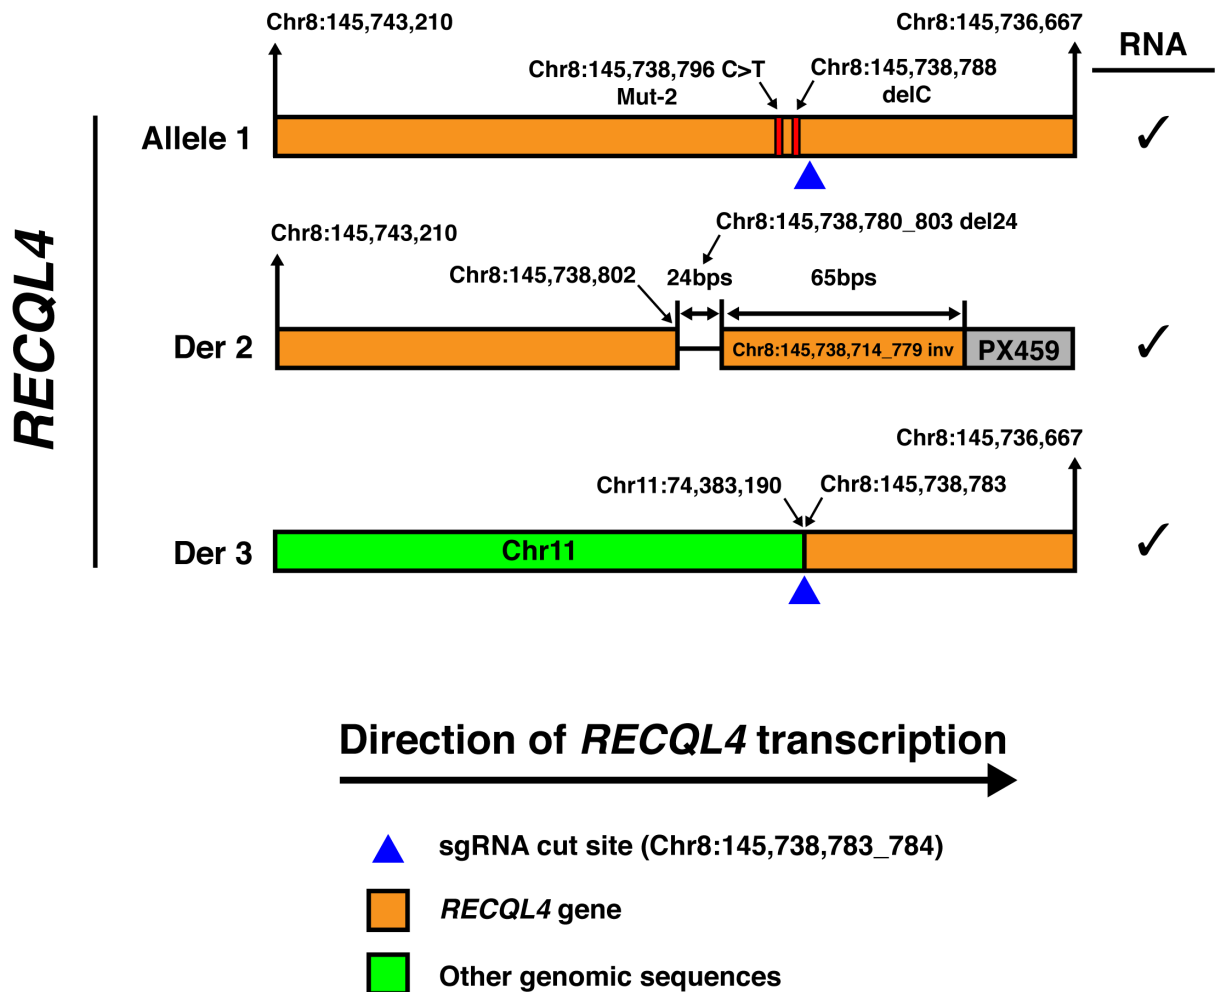 Chr8:145,743,210
Chr8:145,736,667
RNA
Chr8:145,738,796 C>T
Mut-2
Chr8:145,738,788
delC
Allele 1
✓
RECQL4
Chr8:145,738,780_803 del24
Chr8:145,743,210
Chr8:145,738,802
24bps
65bps
Der 2
Chr8:145,738,714_779 inv
PX459
✓
Chr8:145,736,667
Chr11:74,383,190
Chr8:145,738,783
Der 3
Chr11
✓
Direction of RECQL4 transcription
sgRNA cut site (Chr8:145,738,783_784)
RECQL4 gene
Other genomic sequences